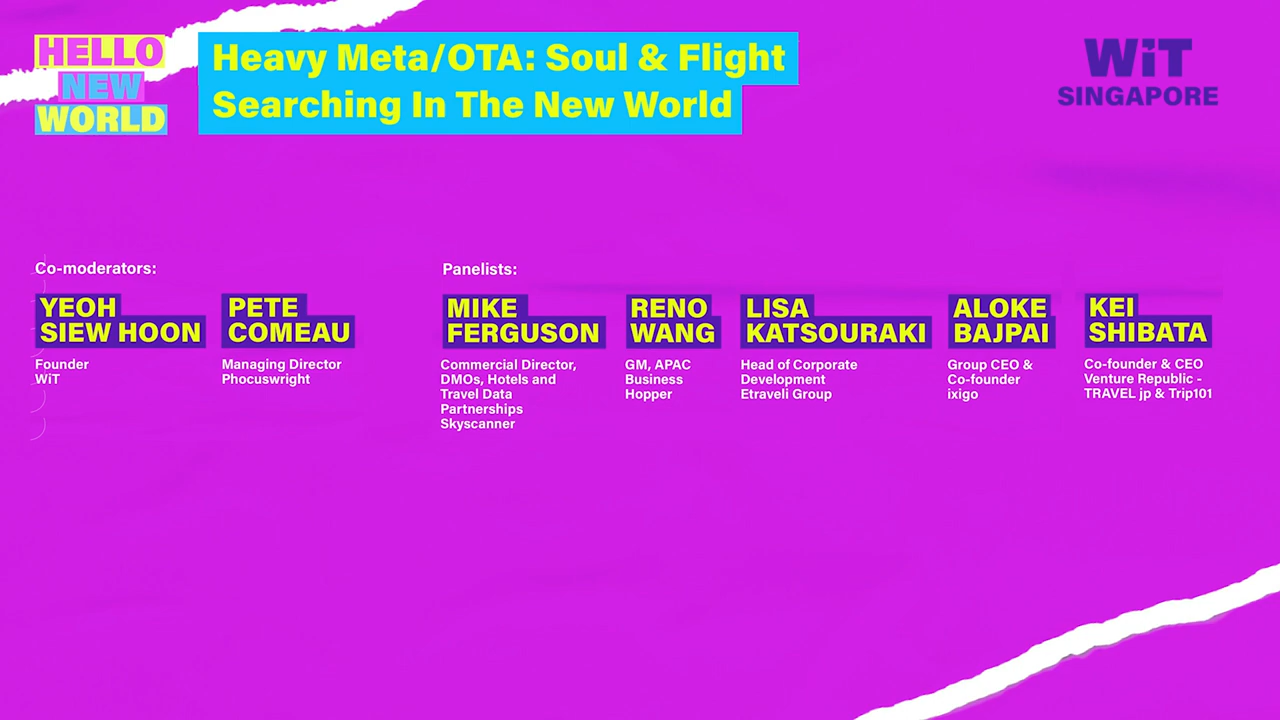 HELLO
NEW
WORLD
Heavy Meta/OTA: Soul & Flight
Searching In The New World
WiT
SINGAPORE
Co-moderators:
YEOH
SIEW HOON
Founder
WiT
PETE
COMEAU
Managing Director
Phocuswright
Panelists:
MIKE
FERGUSON
Commercial Director,
DMOs, Hotels and
Travel Data
Partnerships
Skyscanner
RENO
WANG
GM, APAC
Business
Hopper
LISA
KATSOURAKI
Head of Corporate
Development
Etraveli Group
ALOKE
BAJPAI
Group CEO &
Co-founder
ixigo
KEI
SHIBATA
Co-founder & CEO
Venture Republic -
TRAVEL jp & Trip101